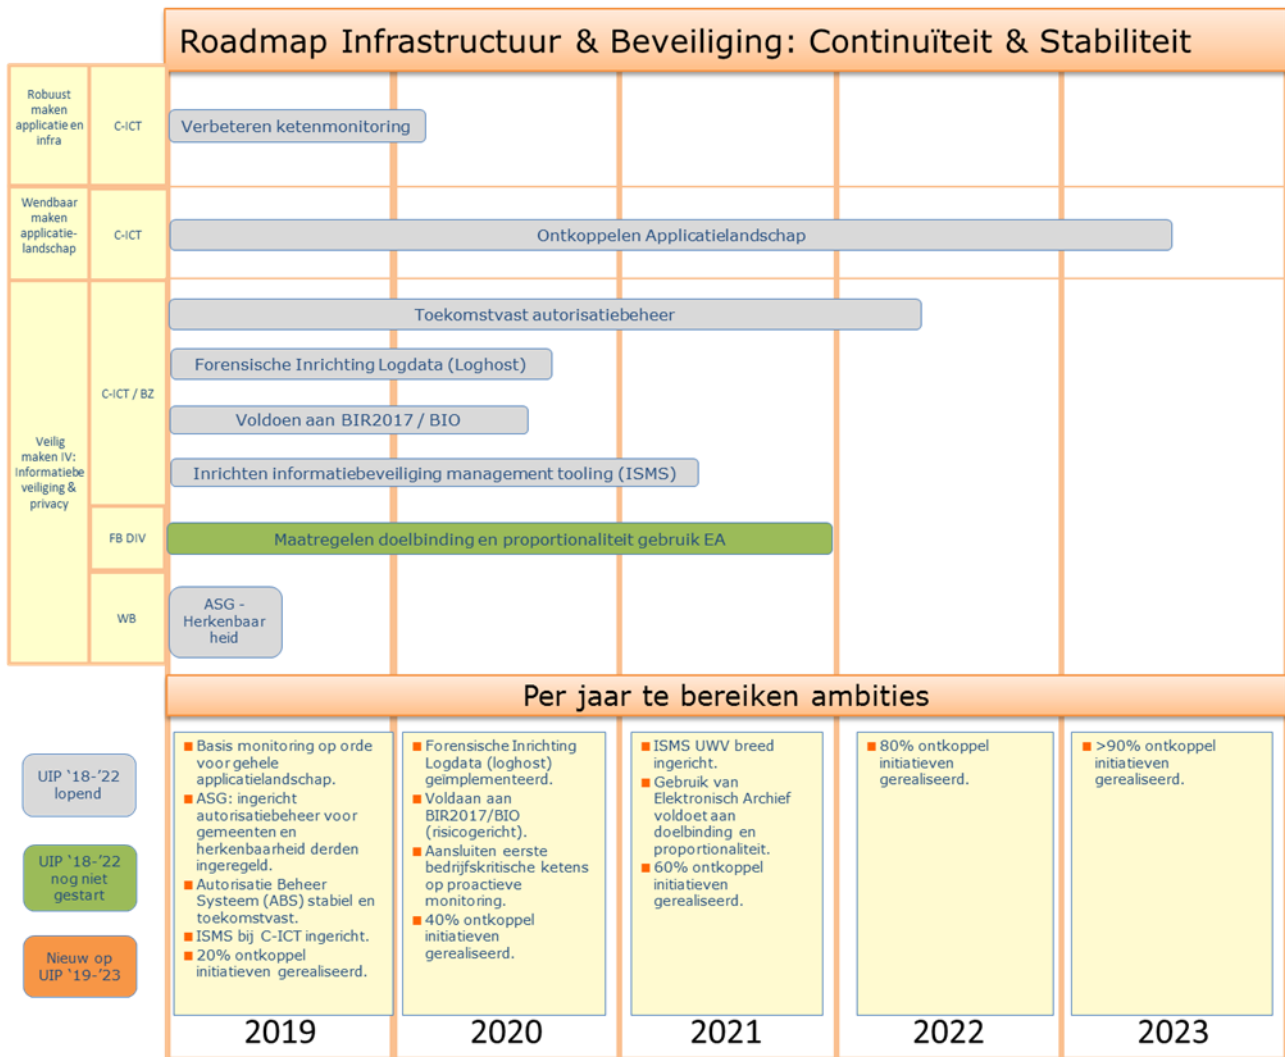 Roadmap Infrastructuur & Beveiliging: Continuïteit & Stabiliteit
Robuust
maken
applicatie en
infra
C-ICT
Verbeteren ketenmonitoring
Wendbaar
maken
applicatie-
landschap
C-ICT
Ontkoppelen Applicatielandschap
Veilig
maken IV:
Informatiebe
veiliging &
privacy
C-ICT / BZ
Toekomstvast autorisatiebeheer
Forensische Inrichting Logdata (Loghost)
Voldoen aan BIR2017 / BIO
Inrichten informatiebeveiliging management tooling (ISMS)
FB DIV
Maatregelen doelbinding en proportionaliteit gebruik EA
WB
ASG -
Herkenbaar
heid
Per jaar te bereiken ambities
UIP ‘18-’22
lopend
UIP ‘18-’22
nog niet
gestart
Nieuw op
UIP ‘19-’23
■ Basis monitoring op orde
voor gehele
applicatielandschap.
■ ASG: ingericht
autorisatiebeheer voor
gemeenten en
herkenbaarheid derden
ingeregeld.
■ Autorisatie Beheer
Systeem (ABS) stabiel en
toekomstvast.
■ ISMS bij C-ICT ingericht.
■ 20% ontkoppel
initiatieven gerealiseerd.
2019
■ Forensische Inrichting
Logdata (loghost)
geïmplementeerd.
■ Voldaan aan
BIR2017/BIO
(risicogericht).
■ Aansluiten eerste
bedrijfskritische ketens
op proactieve
monitoring.
■ 40% ontkoppel
initiatieven
gerealiseerd.
2020
■ ISMS UWV breed
ingericht.
■ Gebruik van
Elektronisch Archief
voldoet aan
doelbinding en
proportionaliteit.
■ 60% ontkoppel
initiatieven
gerealiseerd.
2021
■ 80% ontkoppel
initiatieven
gerealiseerd.
2022
■ >90% ontkoppel
initiatieven
gerealiseerd.
2023